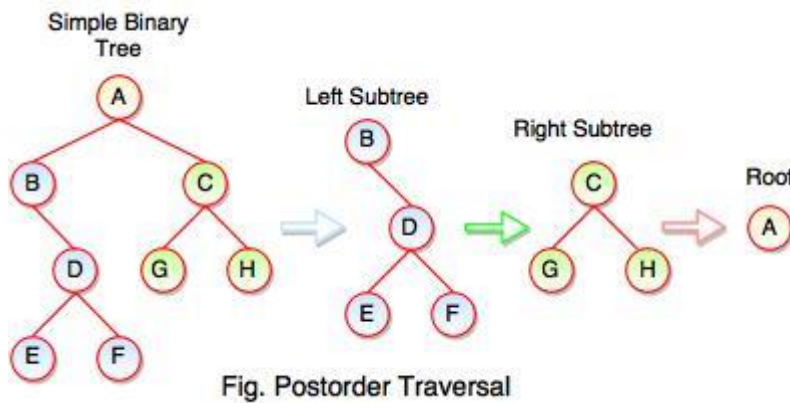 Simple Binary
Tree
A
B
C
D
G
H
E
F
Left Subtree
B
D
E
F
Right Subtree
C
G
H
Root
A
Fig. Postorder Traversal